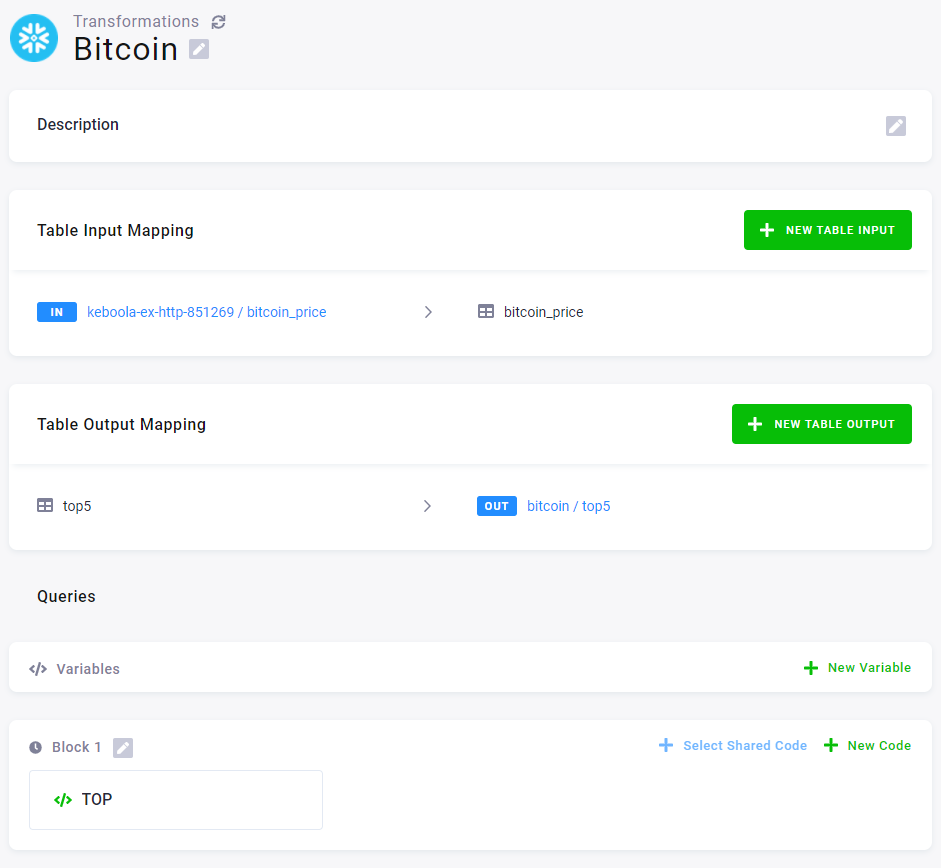 Transformations
Bitcoin
Description
Table Input Mapping
NEW TABLE INPUT
IN keboola-ex-http-851269 / bitcoin_price
bitcoin_price
Table Output Mapping
NEW TABLE OUTPUT
top5
OUT bitcoin / top5
Queries
Variables
New Variable
Block 1
Select Shared Code
New Code
TOP